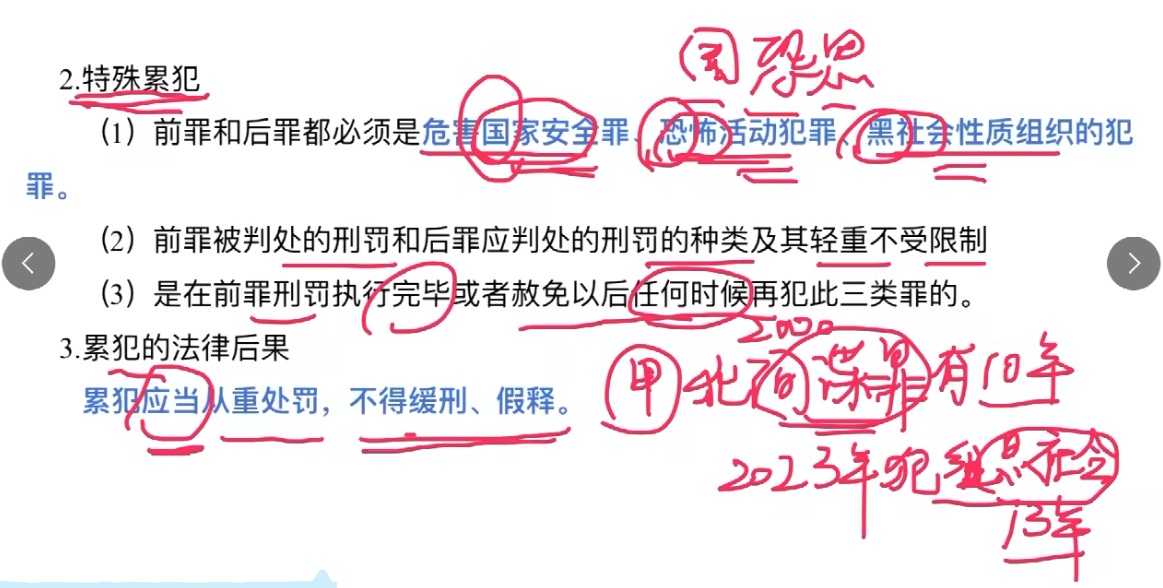 国 恐黑
2.特殊累犯
（1）前罪和后罪都必须是危害国家安全罪、恐怖活动犯罪、黑社会性质组织的犯
罪。
（2）前罪被判处的刑罚和后罪应判处的刑罚的种类及其轻重不受限制
（3）是在前罪刑罚执行完毕或者赦免以后任何时候再犯此三类罪的。
3.累犯的法律后果
2020
累犯应当从重处罚，不得缓刑、假释。
甲 犯间谍罪 有10年
2023年犯组黑社会
13年